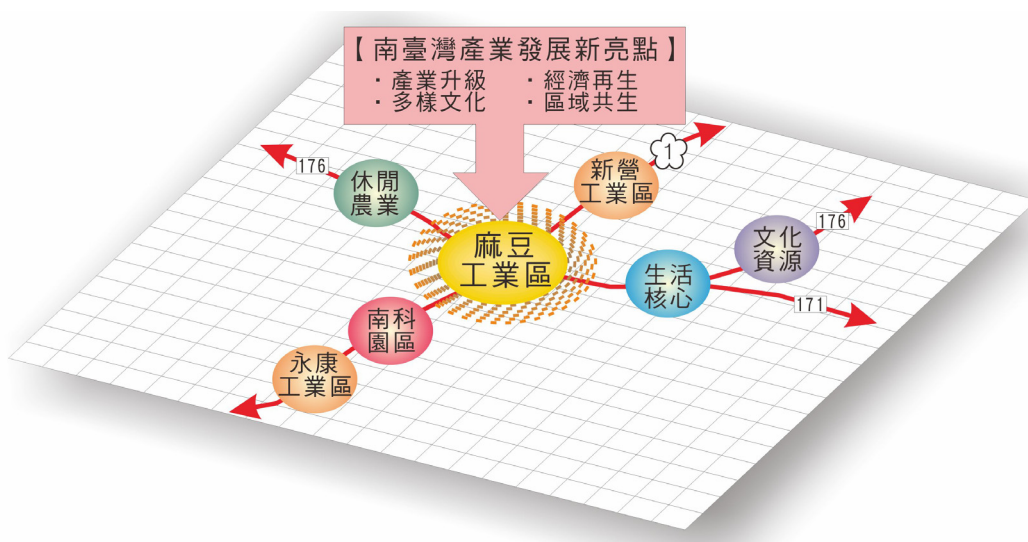 【南臺灣產業發展新亮點】
・產業升級 ・經濟再生
・多樣文化 ・區域共生
176
休閒
農業
新營
工業區
1
麻豆
工業區
文化
資源
176
生活
核心
171
南科
園區
永康
工業區